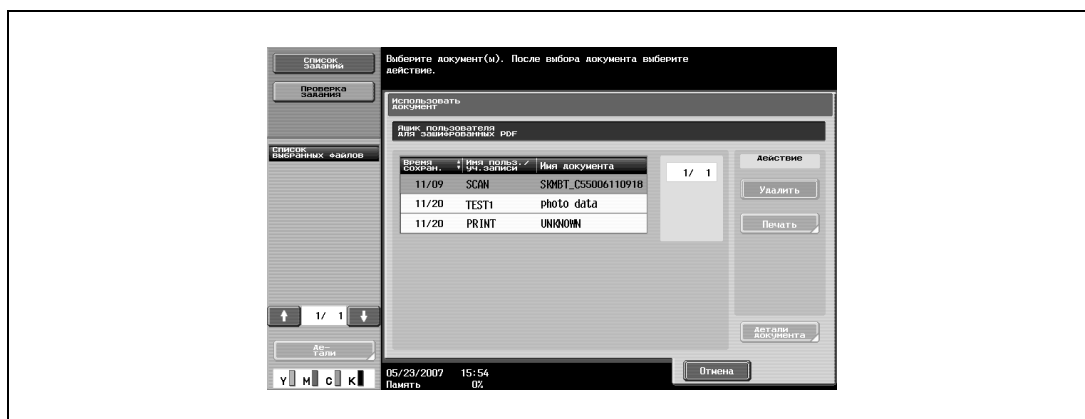 Список
заданий
Проверка
задания
Список
выбранных файлов
1/ 1
Де-
тали
Y M C K
Выберите документ(ы). После выбора документа выберите
действие.
Использовать
документ
Ящик пользователя
для зашифрованных PDF
Время
сохран.
Имя польз./
уч.записи
Имя документа
11/09 SCAN SKMBT_C55006110918
11/20 TEST1 photo data
11/20 PRINT UNKNOWN
1/ 1
Действие
Удалить
Печать
Детали
документа
05/23/2007 15:54
Память 0%
Отмена